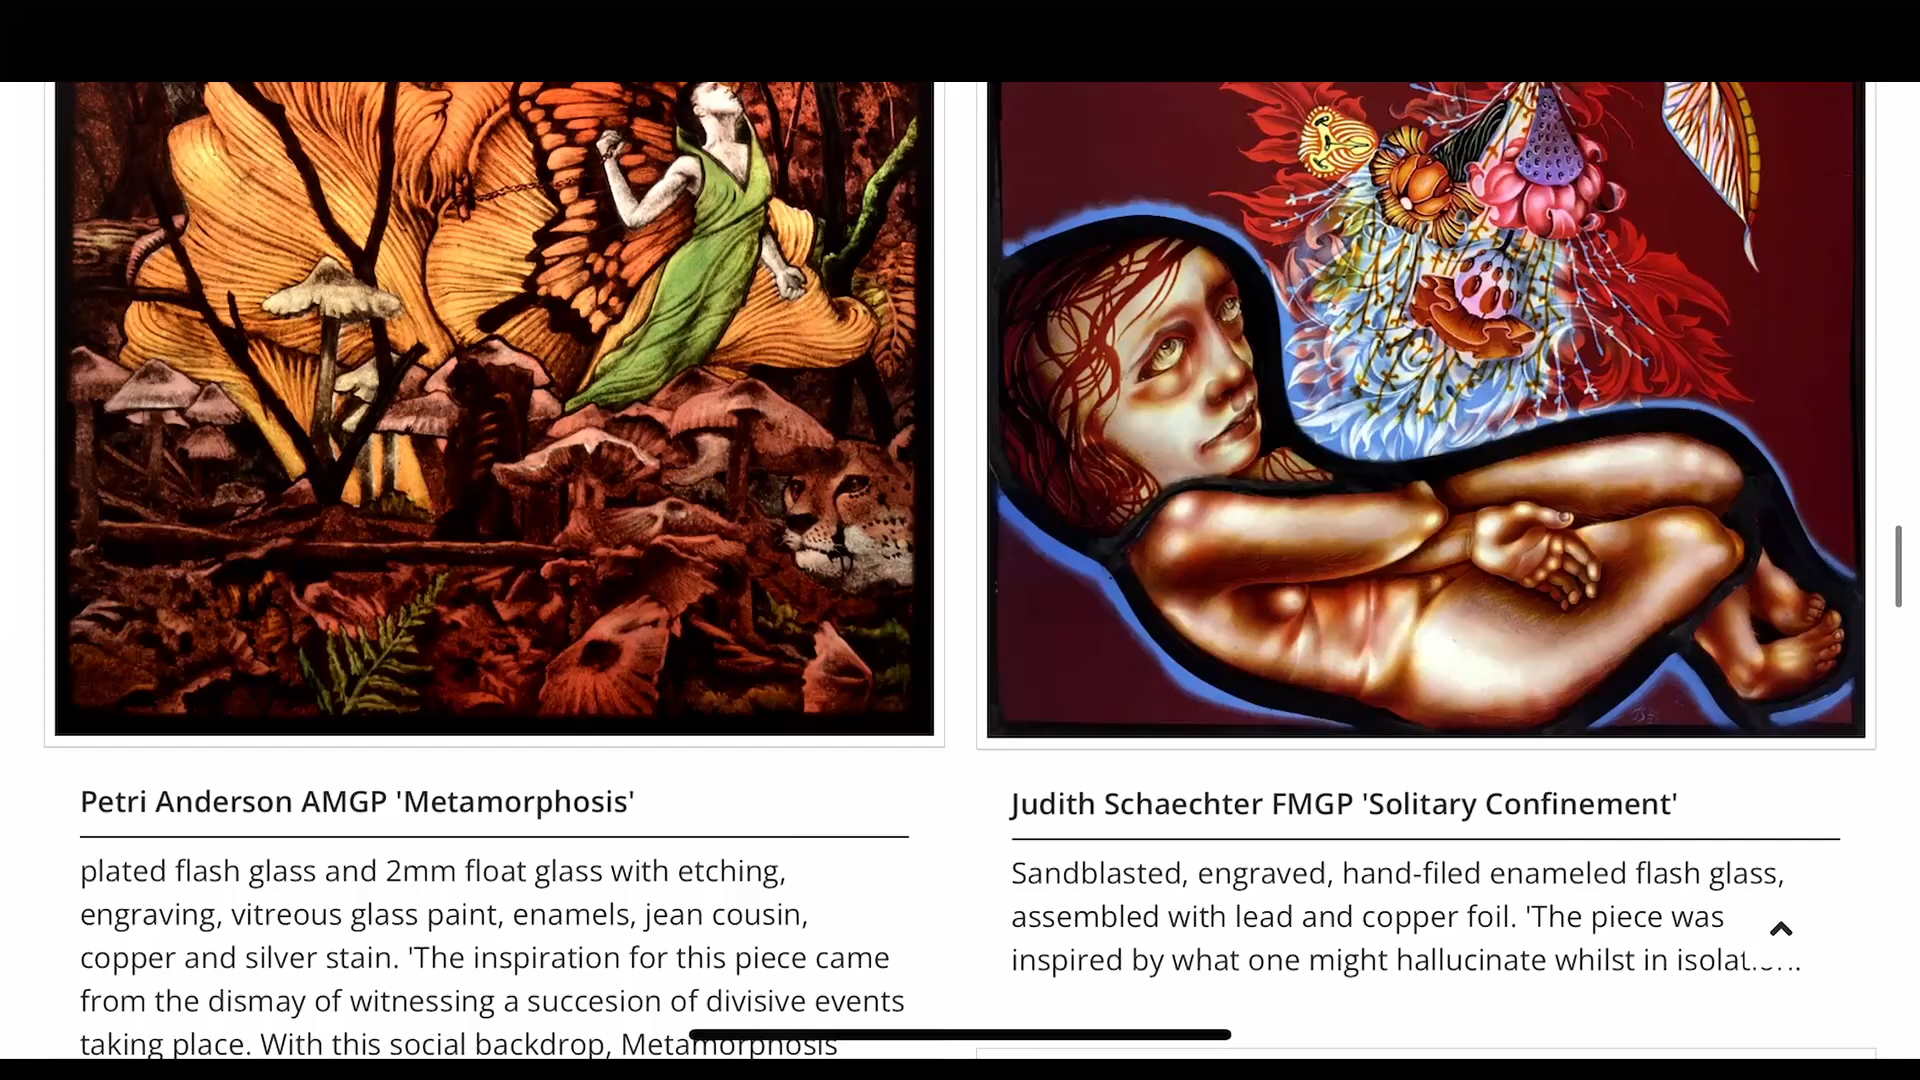 Petri Anderson AMGP 'Metamorphosis'
plated flash glass and 2mm float glass with etching,
engraving, vitreous glass paint, enamels, jean cousin,
copper and silver stain. 'The inspiration for this piece came
from the dismay of witnessing a succesion of divisive events
taking place. With this social backdrop, Metamorphosis
Judith Schaechter FMGP 'Solitary Confinement'
Sandblasted, engraved, hand-filed enameled flash glass,
assembled with lead and copper foil. 'The piece was
inspired by what one might hallucinate whilst in